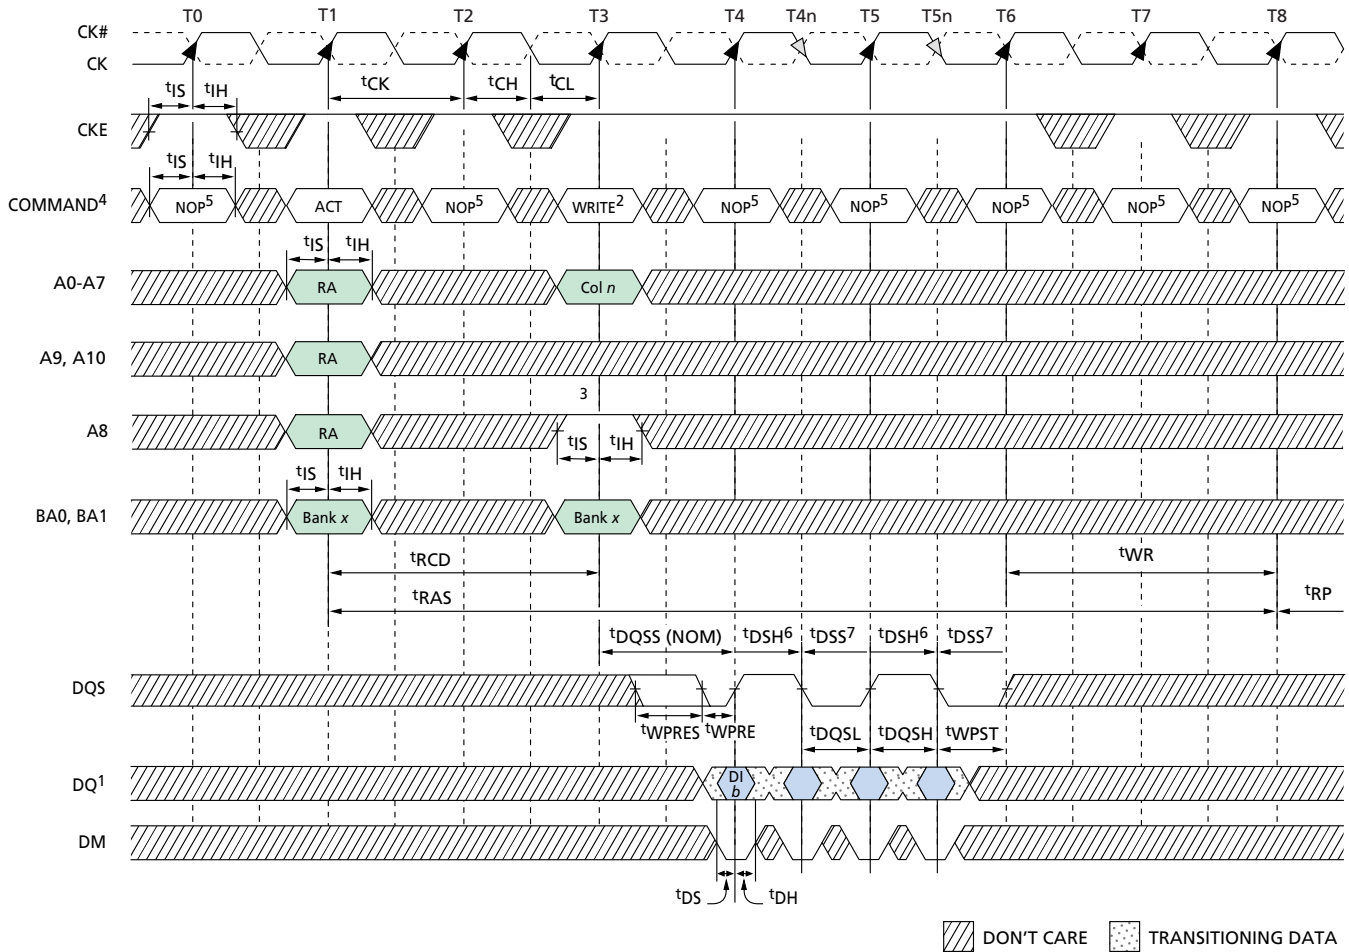 T0 T1 T2 T3 T4 T4n T5 T5n T6 T7 T8
CK#
CK
tCK tCH tCL
tIS tIH
CKE
tIS tIH
COMMAND4 NOP5 ACT NOP5 WRITE2 NOP5 NOP5 NOP5 NOP5 NOP5
tIS tIH
A0-A7 RA Col n
A9, A10 RA
3
A8 RA
tIS tIH
tIS tIH
BA0, BA1 Bank x Bank x
tRCD tWR
tRAS tRP
tDQSS (NOM) tDSH6 tDSS7 tDSH6 tDSS7
DQS
tWPRES tWPRE
tDQSL tDQSH tWPST
DQ1 DI
b
DM
tDS tDH
DON'T CARE TRANSITIONING DATA